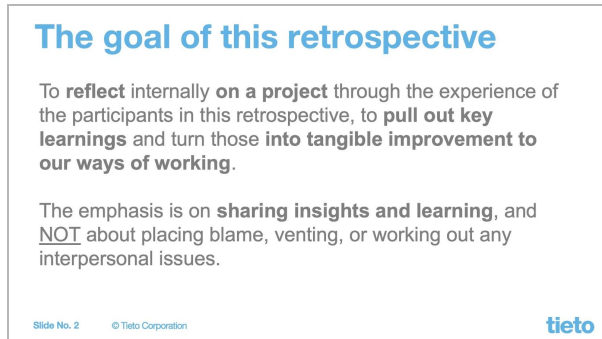 The goal of this retrospective
To reflect internally on a project through the experience of
the participants in this retrospective, to pull out key
learnings and turn those into tangible improvement to
our ways of working.
The emphasis is on sharing insights and learning, and
NOT about placing blame, venting, or working out any
interpersonal issues.
Slide No. 2 © Tieto Corporation
tieto